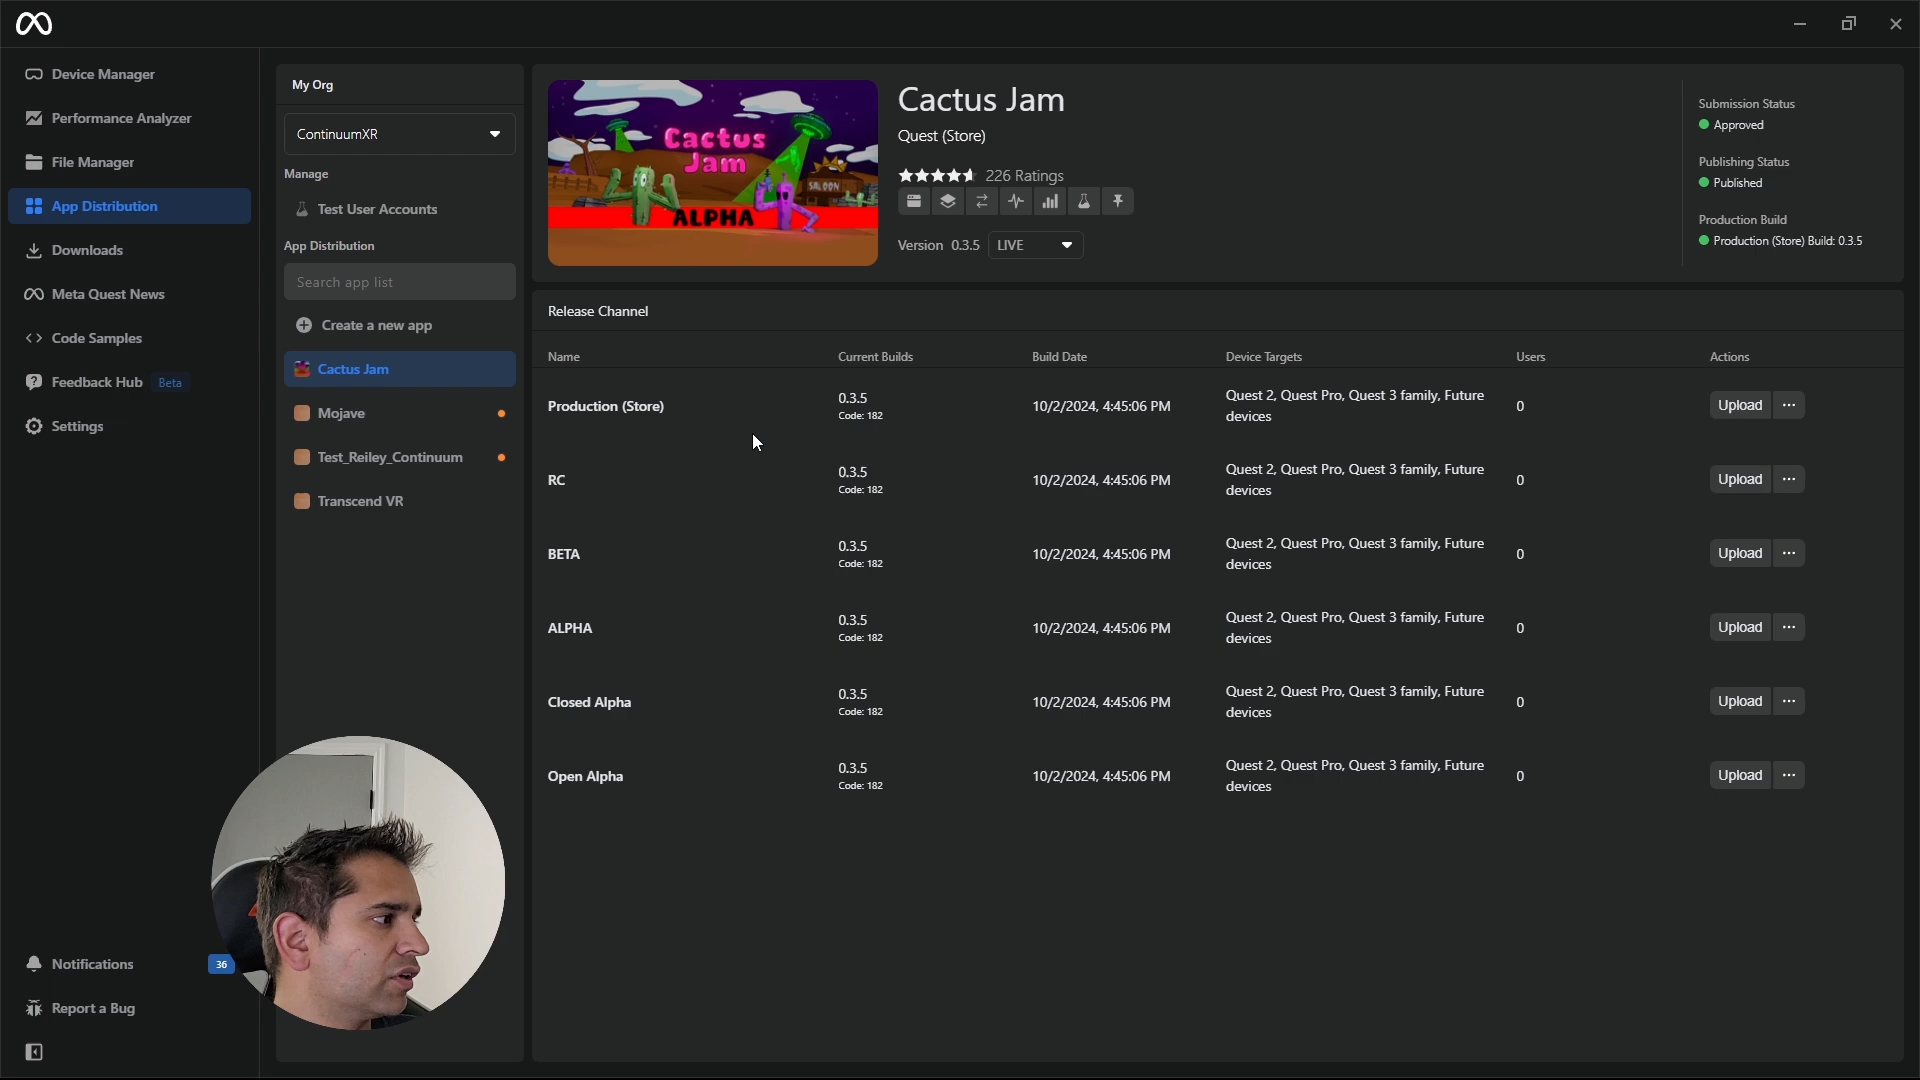 Device Manager
Performance Analyzer
File Manager
App Distribution
Downloads
Meta Quest News
Code Samples
Feedback Hub Beta
Settings
Notifications 36
Report a Bug
My Org
ContinuumXR
Manage
Test User Accounts
App Distribution
Search app list
Create a new app
Cactus Jam
Mojave
Test_Reiley_Continuum
Transcend VR
Cactus
Jam
SALOON
ALPHA
Cactus Jam
Quest (Store)
226 Ratings
Version 0.3.5 LIVE
Submission Status
Approved
Publishing Status
Published
Production Build
Production (Store) Build: 0.3.5
Release Channel
Name Current Builds Build Date Device Targets Users Actions
Production (Store) 0.3.5 10/2/2024, 4:45:06 PM Quest 2, Quest Pro, Quest 3 family, Future 0 Upload ...
Code: 182 devices
RC 0.3.5 10/2/2024, 4:45:06 PM Quest 2, Quest Pro, Quest 3 family, Future 0 Upload ...
Code: 182 devices
BETA 0.3.5 10/2/2024, 4:45:06 PM Quest 2, Quest Pro, Quest 3 family, Future 0 Upload ...
Code: 182 devices
ALPHA 0.3.5 10/2/2024, 4:45:06 PM Quest 2, Quest Pro, Quest 3 family, Future 0 Upload ...
Code: 182 devices
Closed Alpha 0.3.5 10/2/2024, 4:45:06 PM Quest 2, Quest Pro, Quest 3 family, Future 0 Upload ...
Code: 182 devices
Open Alpha 0.3.5 10/2/2024, 4:45:06 PM Quest 2, Quest Pro, Quest 3 family, Future 0 Upload ...
Code: 182 devices